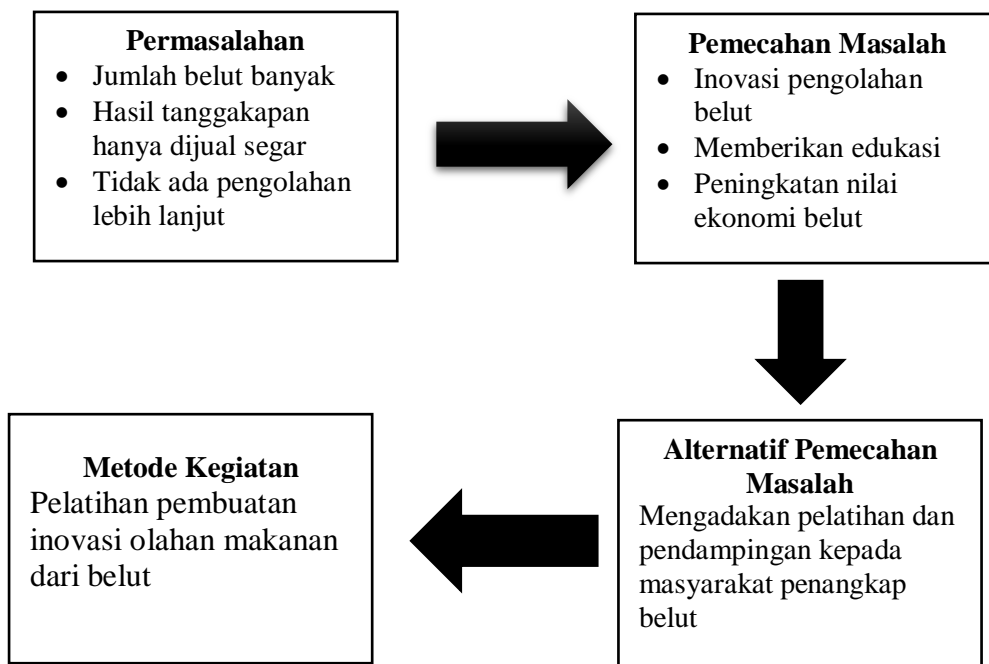 Permasalahan
• Jumlah belut banyak
• Hasil tanggakapan
hanya dijual segar
• Tidak ada pengolahan
lebih lanjut
Pemecahan Masalah
• Inovasi pengolahan
belut
• Memberikan edukasi
• Peningkatan nilai
ekonomi belut
Alternatif Pemecahan
Masalah
Mengadakan pelatihan dan
pendampingan kepada
masyarakat penangkap
belut
Metode Kegiatan
Pelatihan pembuatan
inovasi olahan makanan
dari belut